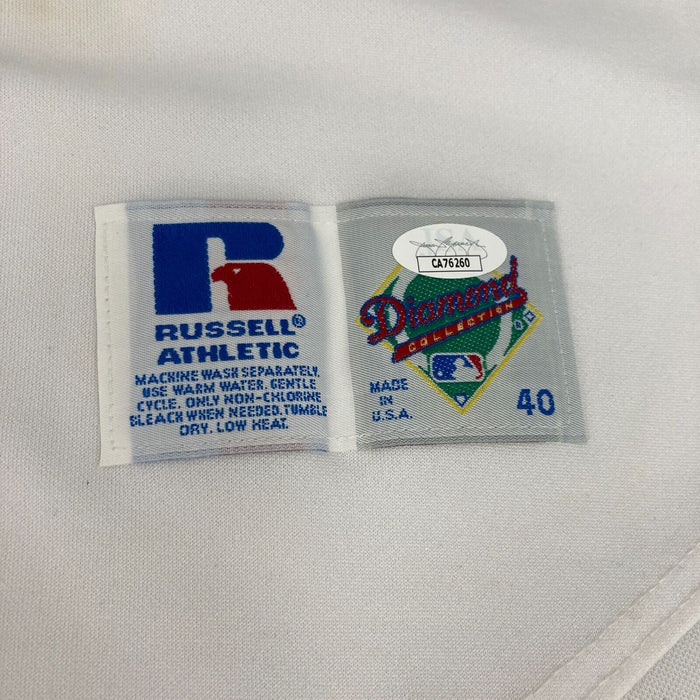 RUSSELL®
ATHLETIC
MACHINE WASH SEPARATELY.
USE WARM WATER. GENTLE
CYCLE. ONLY NON-CHLORINE
BLEACH WHEN NEEDED. TUMBLE
DRY. LOW HEAT.
JSA
CA76260
Diamond
COLLECTION
MADE
IN
U.S.A.
40